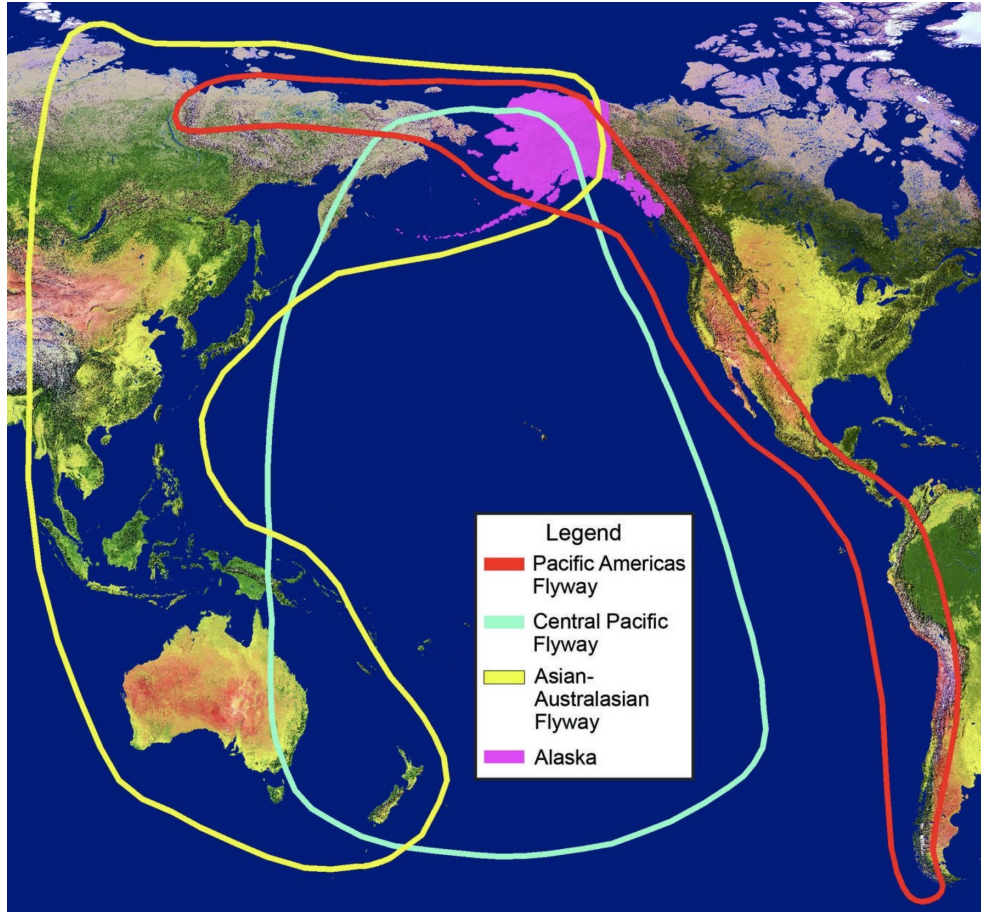 Legend
Pacific Americas
Flyway
Central Pacific
Flyway
Asian-
Australasian
Flyway
Alaska